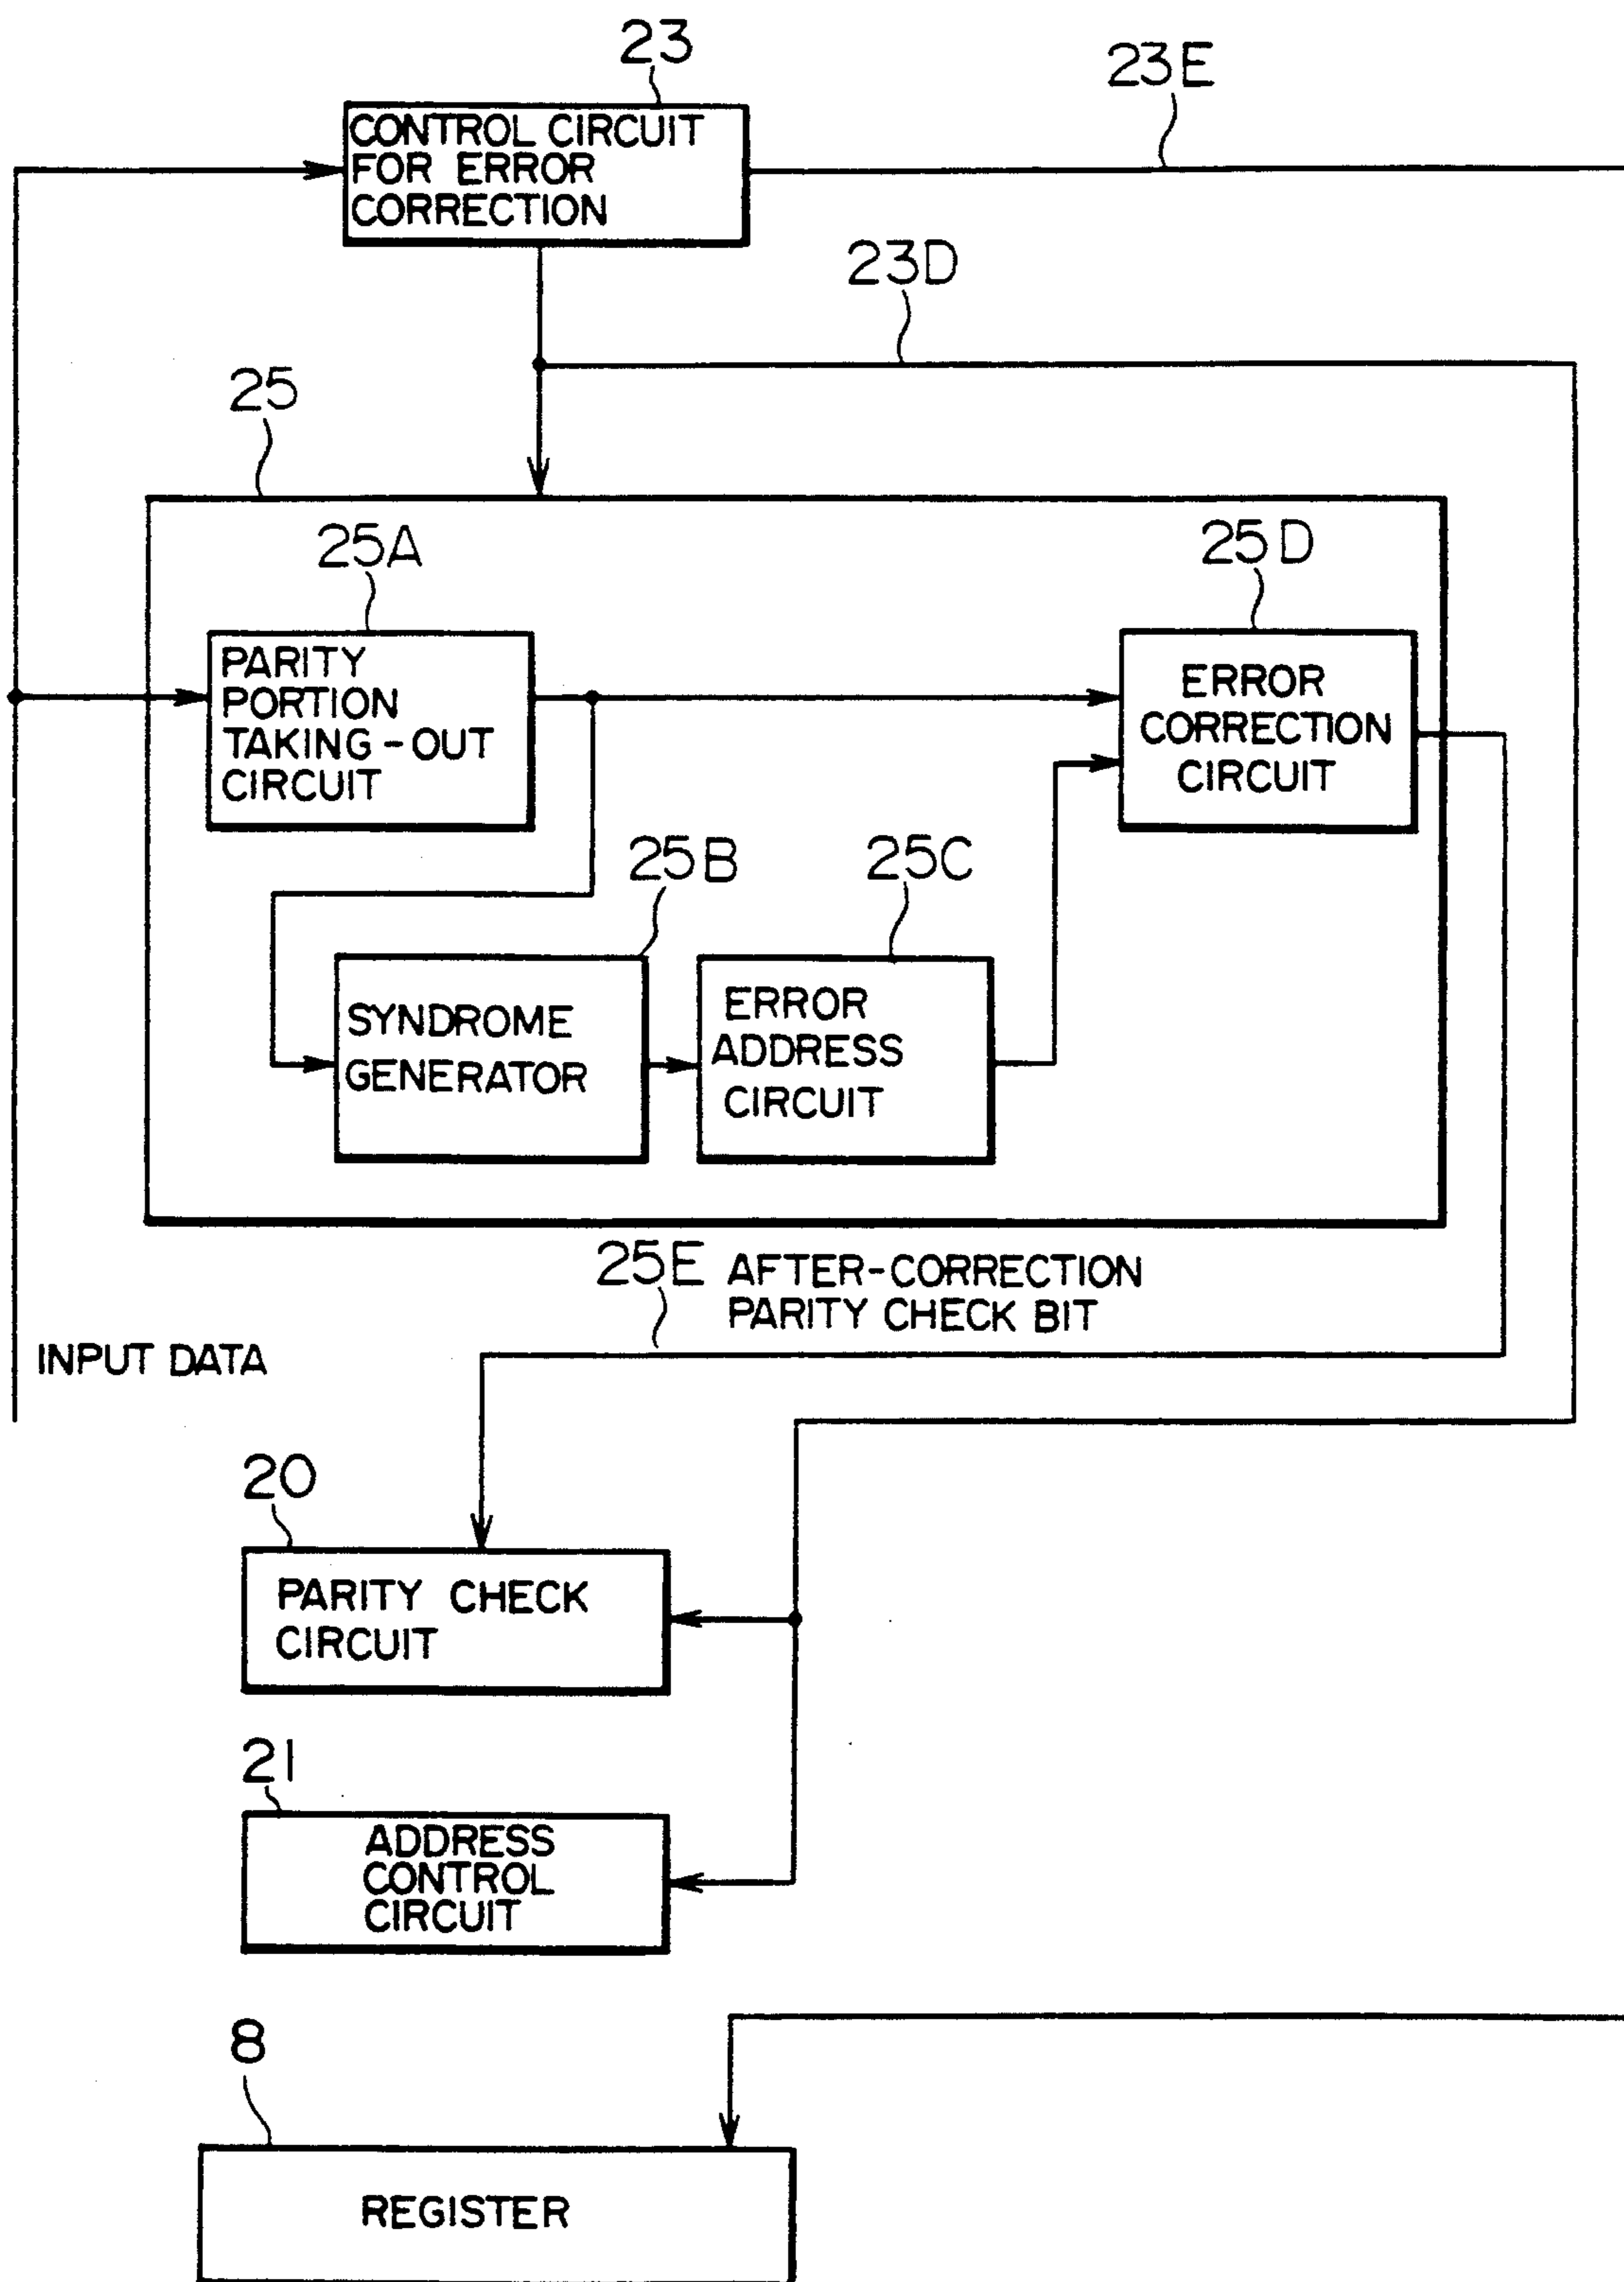 23
23E
CONTROL CIRCUIT
FOR ERROR
CORRECTION
23D
25
25A
25D
PARITY
PORTION
TAKING-OUT
CIRCUIT
ERROR
CORRECTION
CIRCUIT
25B
25C
SYNDROME
GENERATOR
ERROR
ADDRESS
CIRCUIT
25E AFTER-CORRECTION
PARITY CHECK BIT
INPUT DATA
20
PARITY CHECK
CIRCUIT
21
ADDRESS
CONTROL
CIRCUIT
8
REGISTER